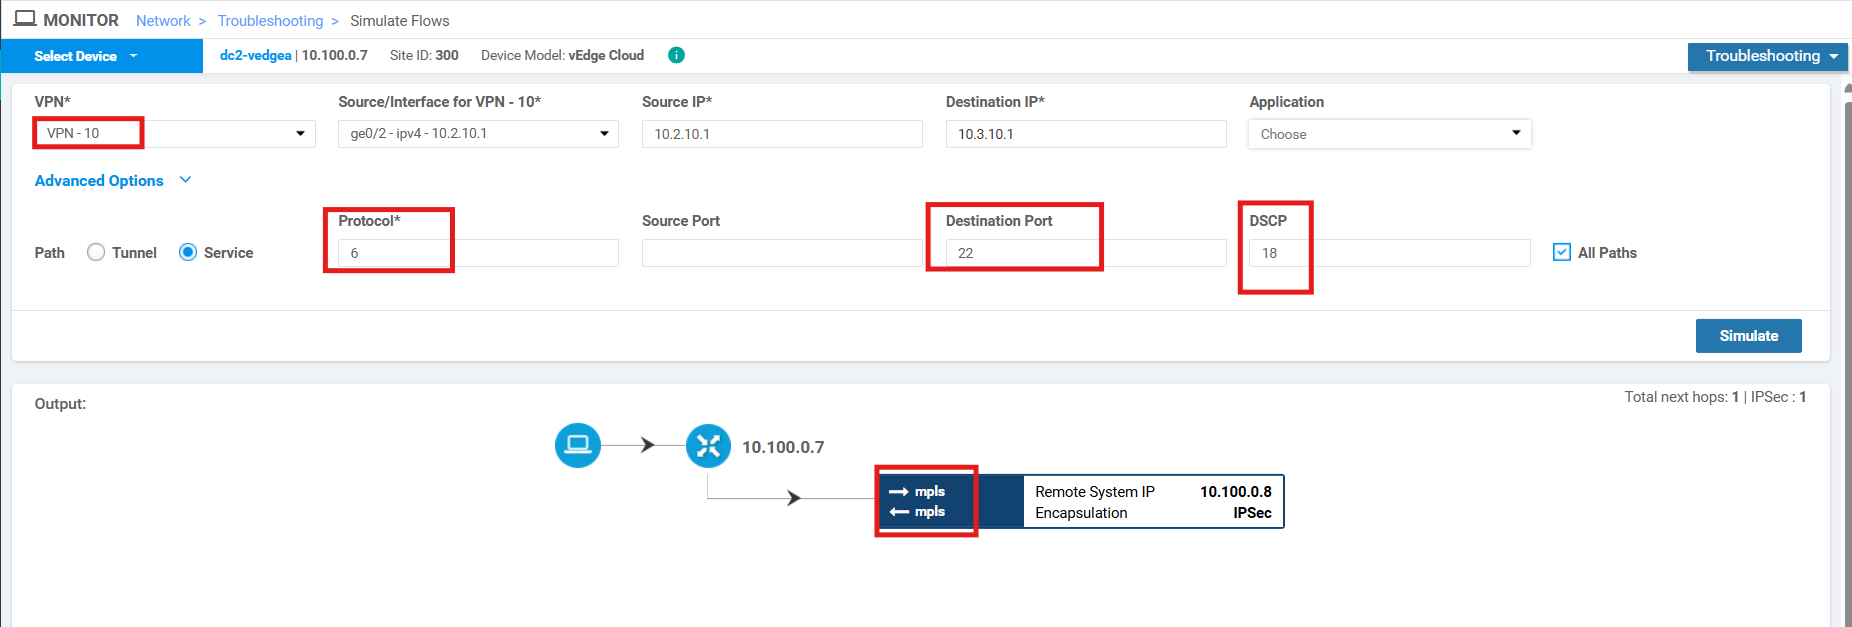 MONITOR Network > Troubleshooting > Simulate Flows
Select Device dc2-vedgea | 10.100.0.7 Site ID: 300 Device Model: vEdge Cloud i Troubleshooting
VPN* Source/Interface for VPN - 10* Source IP* Destination IP* Application
VPN - 10 ge0/2 - ipv4 - 10.2.10.1 10.2.10.1 10.3.10.1 Choose
Advanced Options
Protocol* Source Port Destination Port DSCP
Path Tunnel Service 6 22 18 All Paths
Simulate
Output: Total next hops: 1 | IPSec : 1
10.100.0.7
mpls Remote System IP 10.100.0.8
mpls Encapsulation IPSec